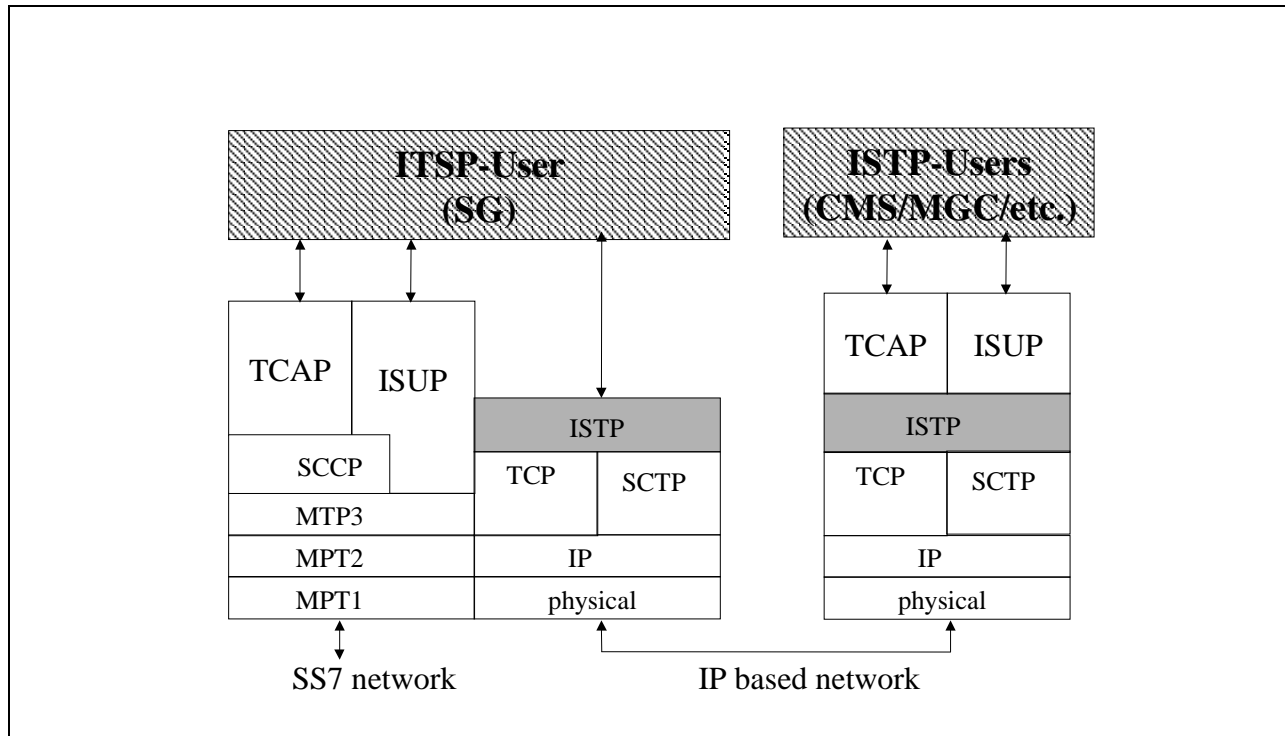 ITSP-User
(SG)
ISTP-Users
(CMS/MGC/etc.)
TCAP
ISUP
SCCP
MTP3
MPT2
MPT1
ISTP
TCP
SCTP
IP
physical
TCAP
ISUP
ISTP
TCP
SCTP
IP
physical
SS7 network
IP based network